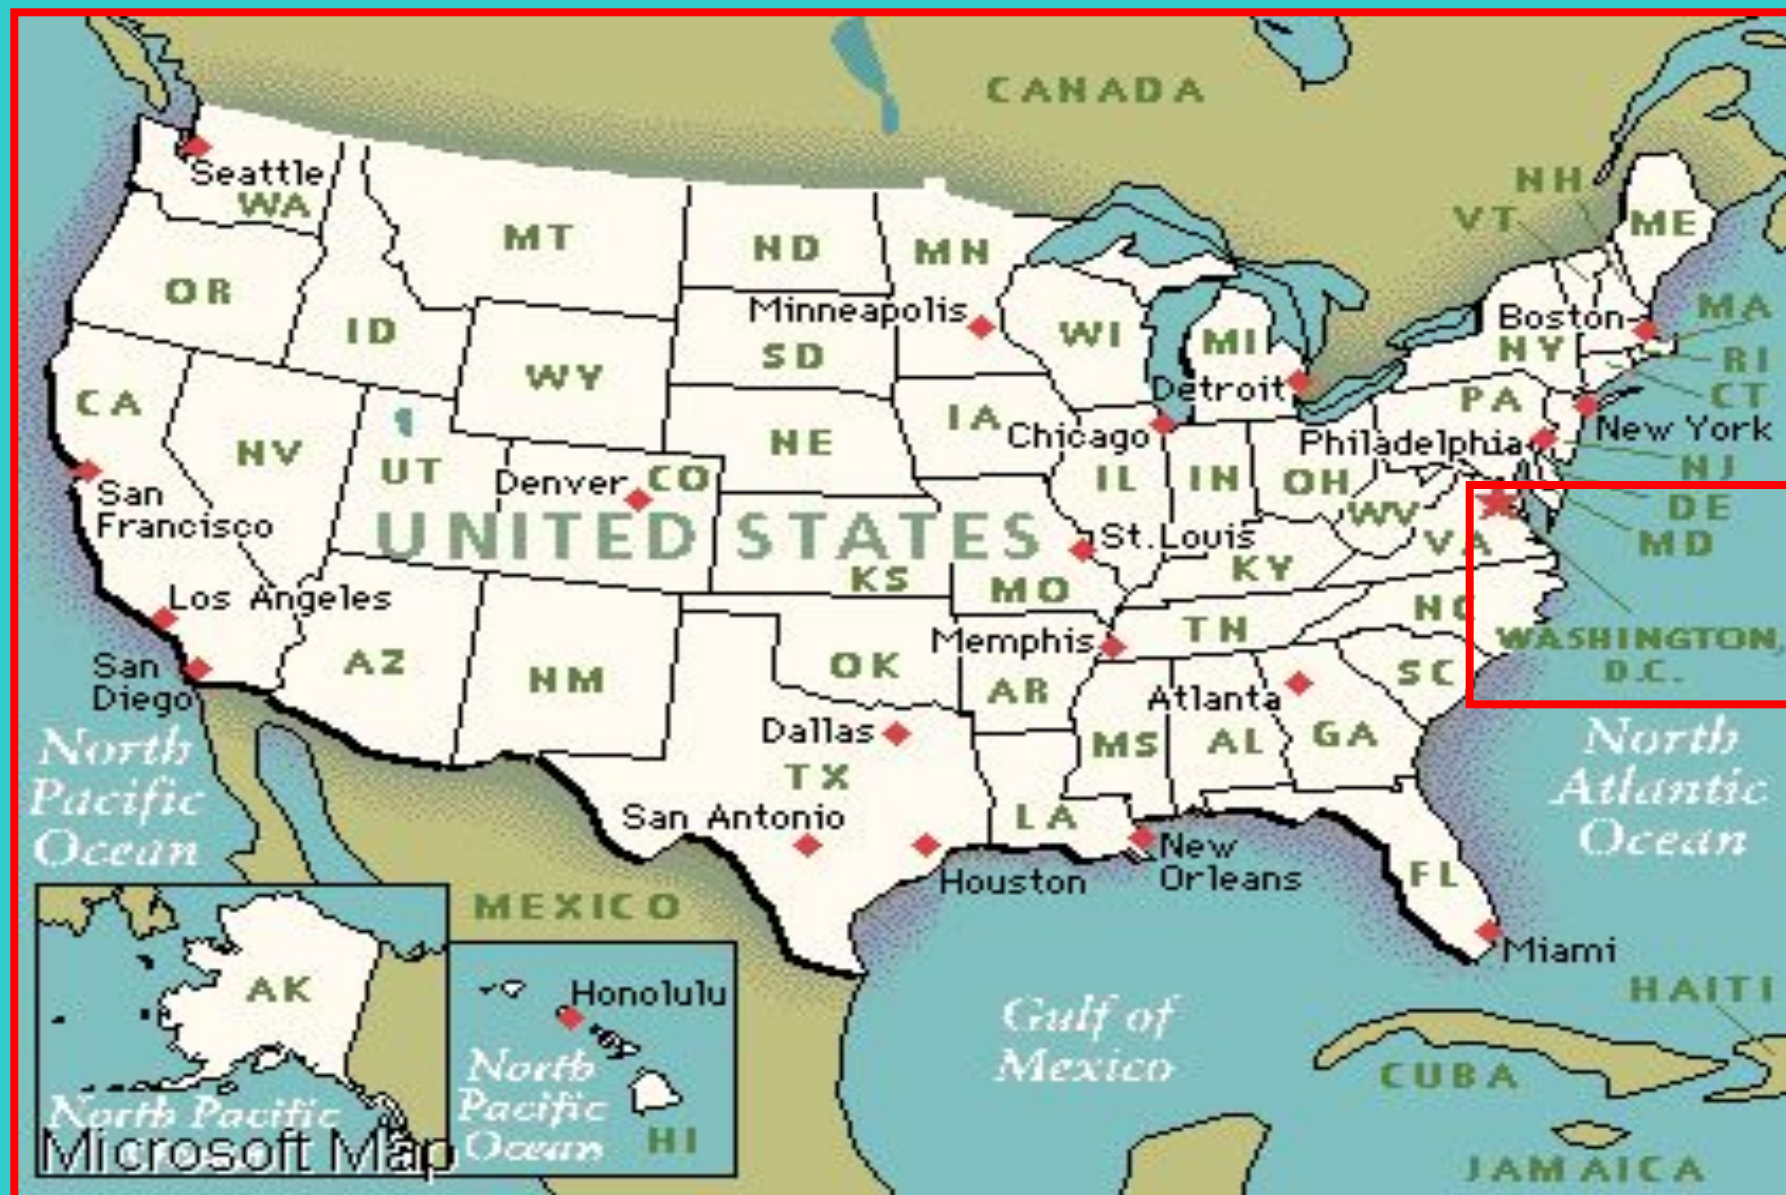 CANADA
NH
VT
ME
Seattle
WA
MT
ND
MN
OR
ID
Minneapolis
WI
MI
Boston
MA
NY
RI
SD
WY
Detroit
PA
CT
CA
IA
Chicago
Philadelphia
New York
NV
UT
NE
NJ
Denver
CO
IL
IN
OH
WV
DE
San
Francisco
UNITED STATES
St. Louis
VA
MD
KS
MO
KY
Los Angeles
NC
TN
WASHINGTON,
D.C.
Memphis
San
Diego
AZ
NM
OK
AR
SC
Atlanta
Dallas
MS
AL
GA
North
Pacific
Ocean
North
Atlantic
Ocean
TX
San Antonio
LA
New
Orleans
Houston
FL
MEXICO
Miami
AK
Honolulu
HAITI
Gulf of
Mexico
North
Pacific
Ocean
HI
CUBA
North Pacific
Microsoft Map
JAMAICA